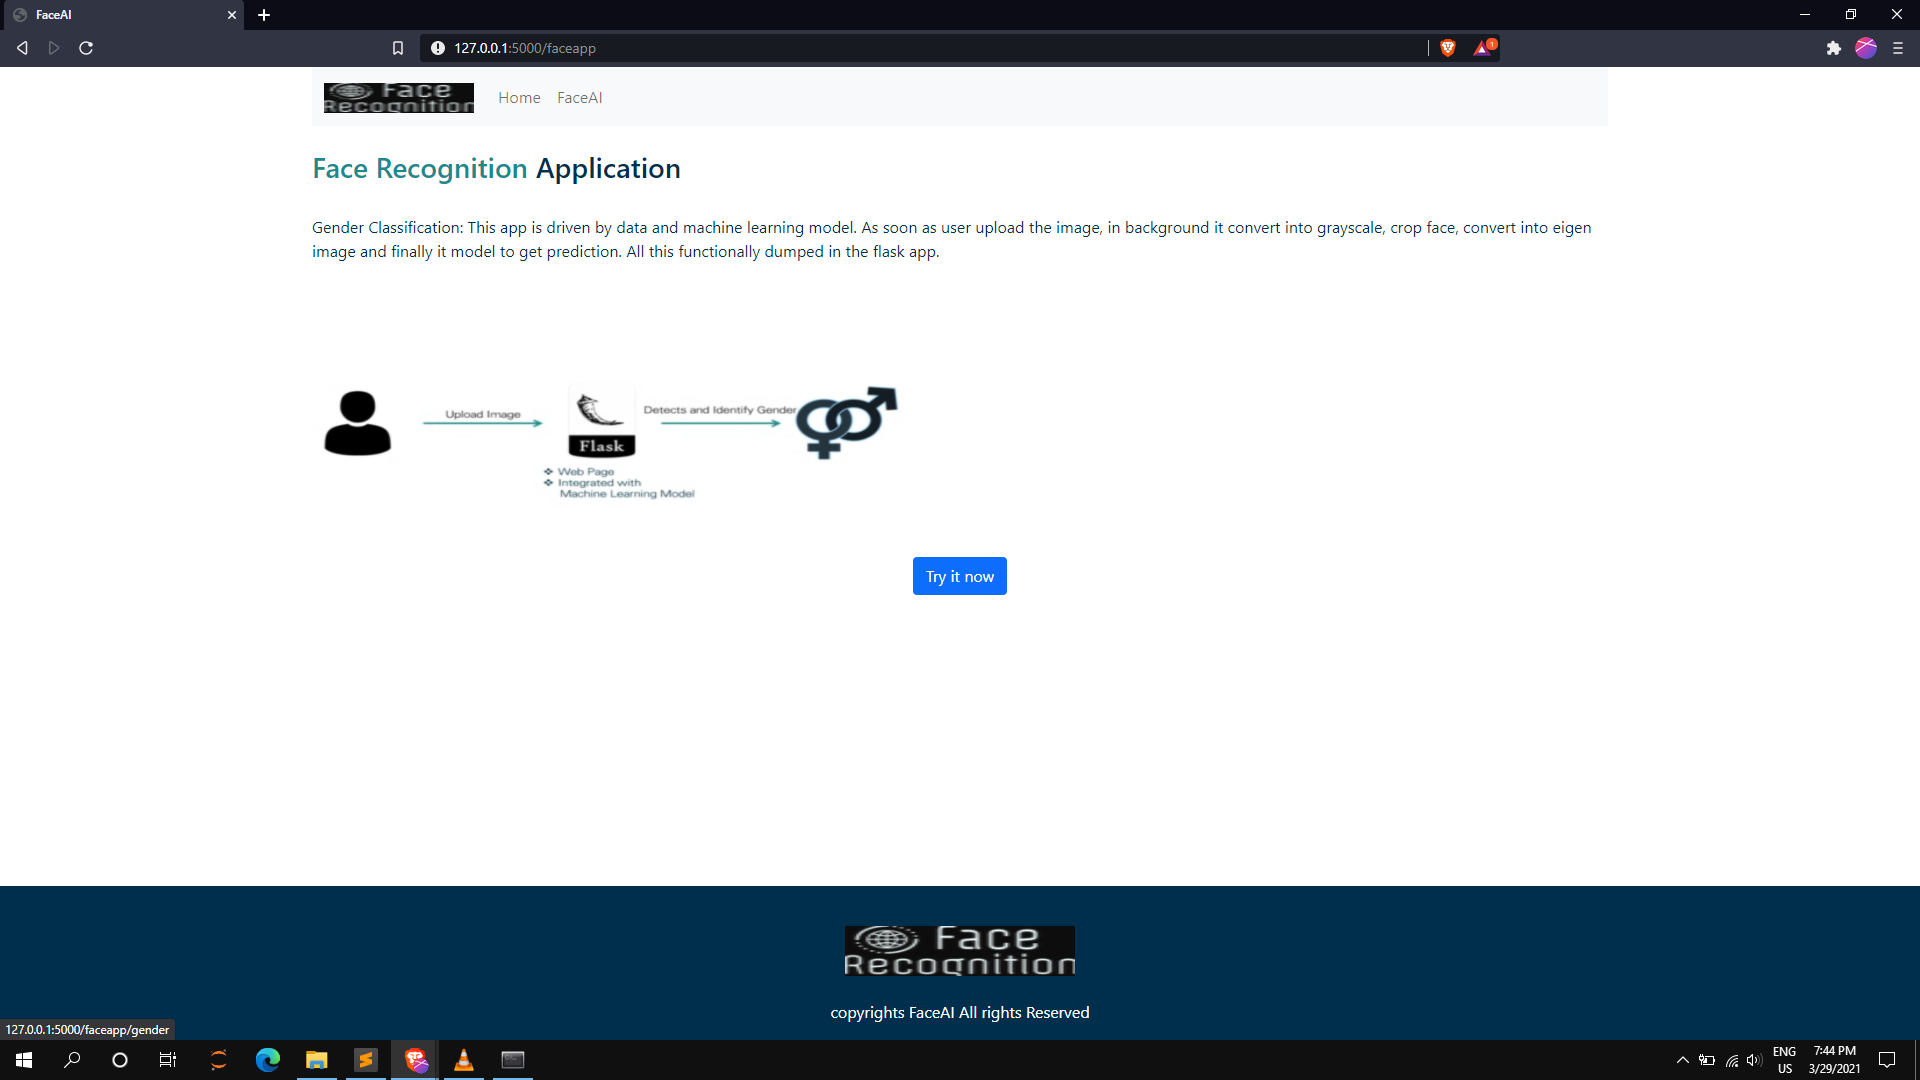 FaceAI
127.0.0.1:5000/faceapp
1
Face
Recognition
Home
FaceAI
Face Recognition Application
Gender Classification: This app is driven by data and machine learning model. As soon as user upload the image, in background it convert into grayscale, crop face, convert into eigen
image and finally it model to get prediction. All this functionally dumped in the flask app.
Upload Image
Detects and Identify Gender
Flask
❖ Web Page
❖ Integrated with
Machine Learning Model
Try it now
Face
Recognition
copyrights FaceAI All rights Reserved
127.0.0.1:5000/faceapp/gender
ENG
US
7:44 PM
3/29/2021